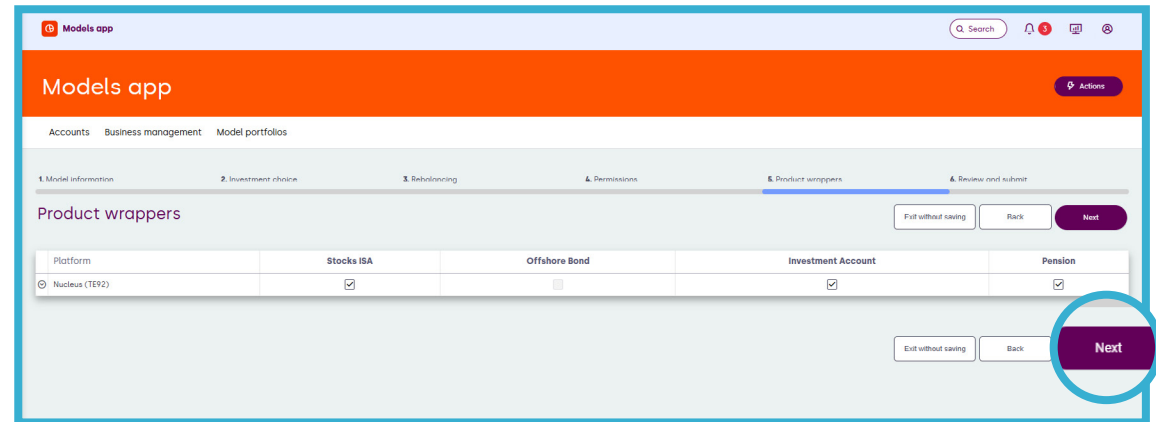 Models app
Search
3
Models app
Actions
Accounts Business management Model portfolios
1. Model information 2. Investment choice 3. Rebalancing 4. Permissions 5. Product wrappers 6. Review and submit
Product wrappers
Exit without saving Back Next
Platform Stocks ISA Offshore Bond Investment Account Pension
Nucleus (TE92)
Exit without saving Back Next